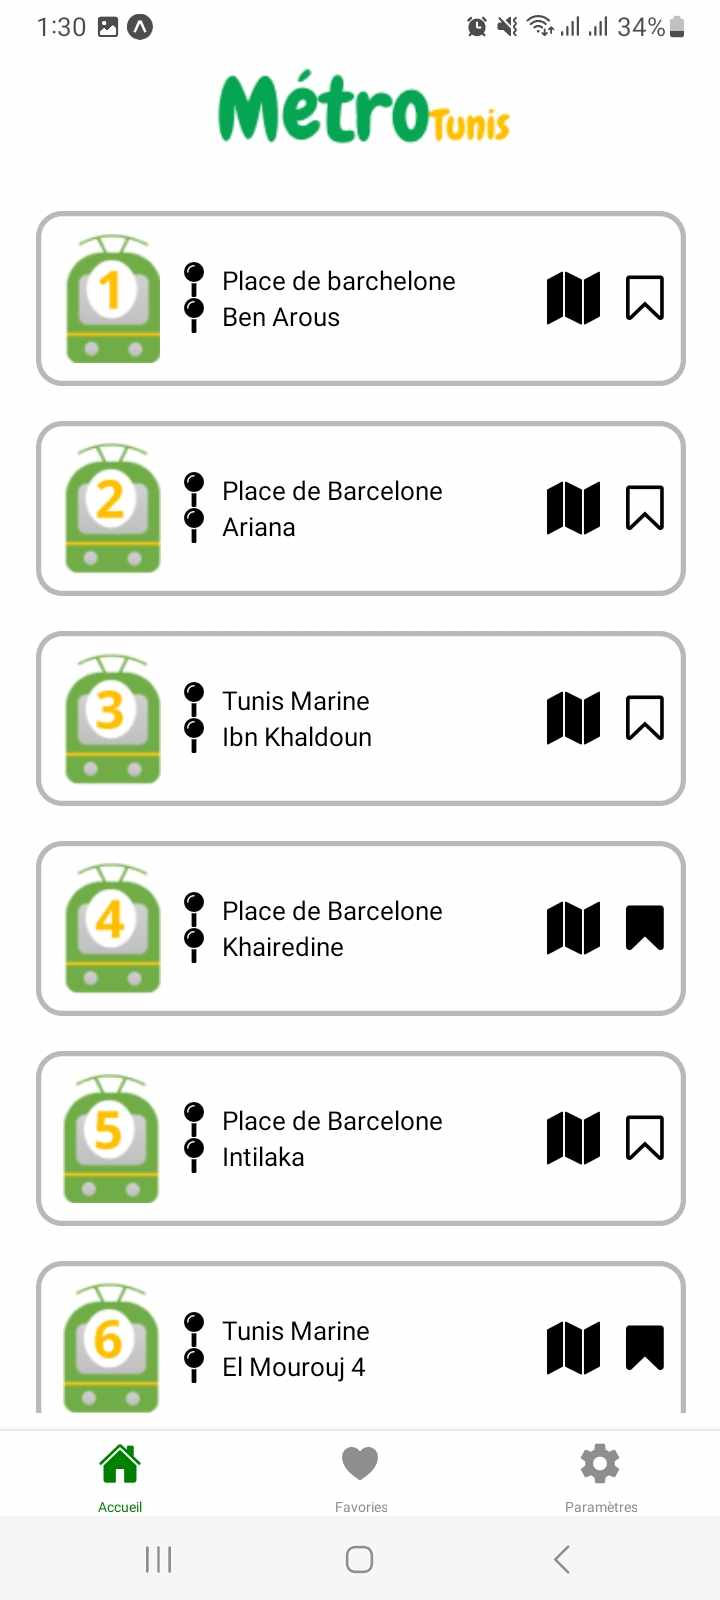 1:30
34%
Métro Tunis
1
Place de barchelone
Ben Arous
2
Place de Barcelone
Ariana
3
Tunis Marine
Ibn Khaldoun
4
Place de Barcelone
Khairedine
5
Place de Barcelone
Intilaka
6
Tunis Marine
El Mourouj 4
Accueil
Favories
Paramètres